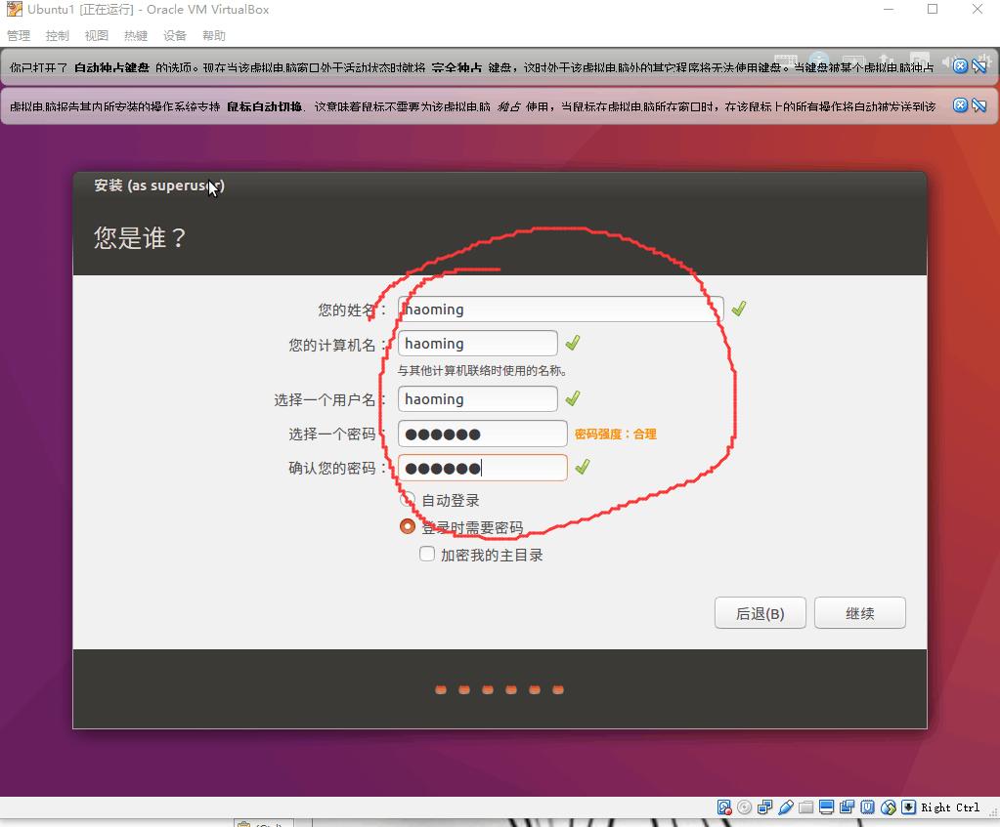 Ubuntu1 [正在运行] - Oracle VM VirtualBox
管理 控制 视图 热键 设备 帮助
你已打开了 自动独占键盘 的选项。现在当该虚拟电脑窗口处于活动状态时就将 完全独占 键盘，这时处于该虚拟电脑外的其它程序将无法使用键盘。当键盘被某个虚拟电脑独占
虚拟电脑报告其内所安装的操作系统支持 鼠标自动切换. 这意味着鼠标不需要为该虚拟电脑 独占 使用，当鼠标在虚拟电脑所在窗口时，在该鼠标上的所有操作将自动被发送到该
安装 (as superuser)
您是谁？
您的姓名： haoming
您的计算机名： haoming
与其他计算机联络时使用的名称。
选择一个用户名： haoming
选择一个密码： ●●●●●● 密码强度：合理
确认您的密码： ●●●●●●
自动登录
登录时需要密码
加密我的主目录
后退(B) 继续
Right Ctrl